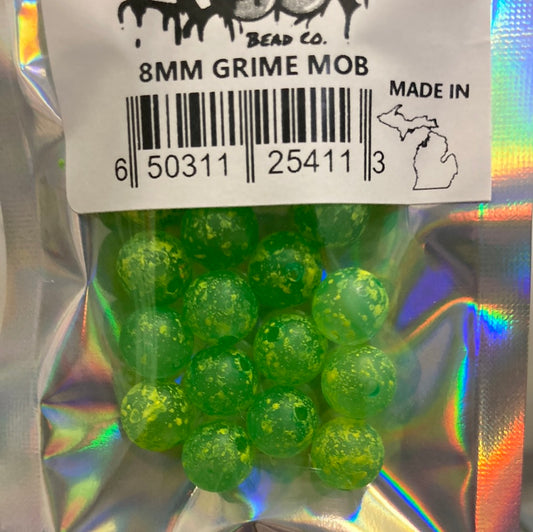 BEAD CO.
8MM GRIME MOB
MADE IN
6 50311 25411 3